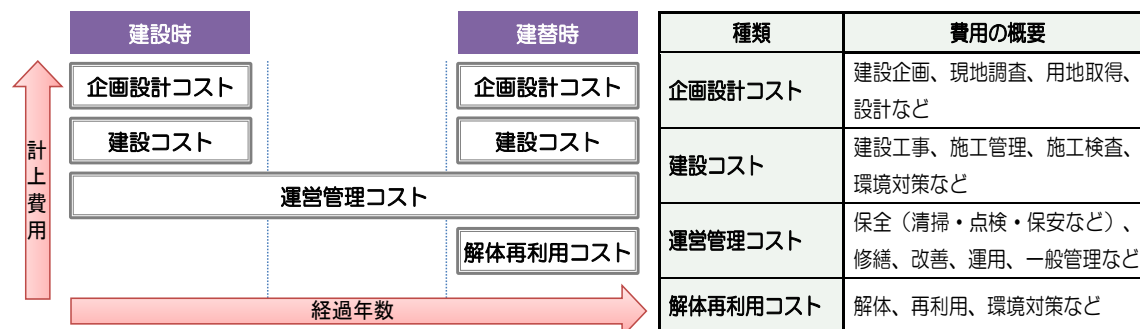 建設時
建替時
企画設計コスト
企画設計コスト
建設コスト
建設コスト
運営管理コスト
解体再利用コスト
計上費用
経過年数
種類
費用の概要
企画設計コスト
建設企画、現地調査、用地取得、
設計など
建設コスト
建設工事、施工管理、施工検査、
環境対策など
運営管理コスト
保全（清掃・点検・保安など）、
修繕、改善、運用、一般管理など
解体再利用コスト
解体、再利用、環境対策など